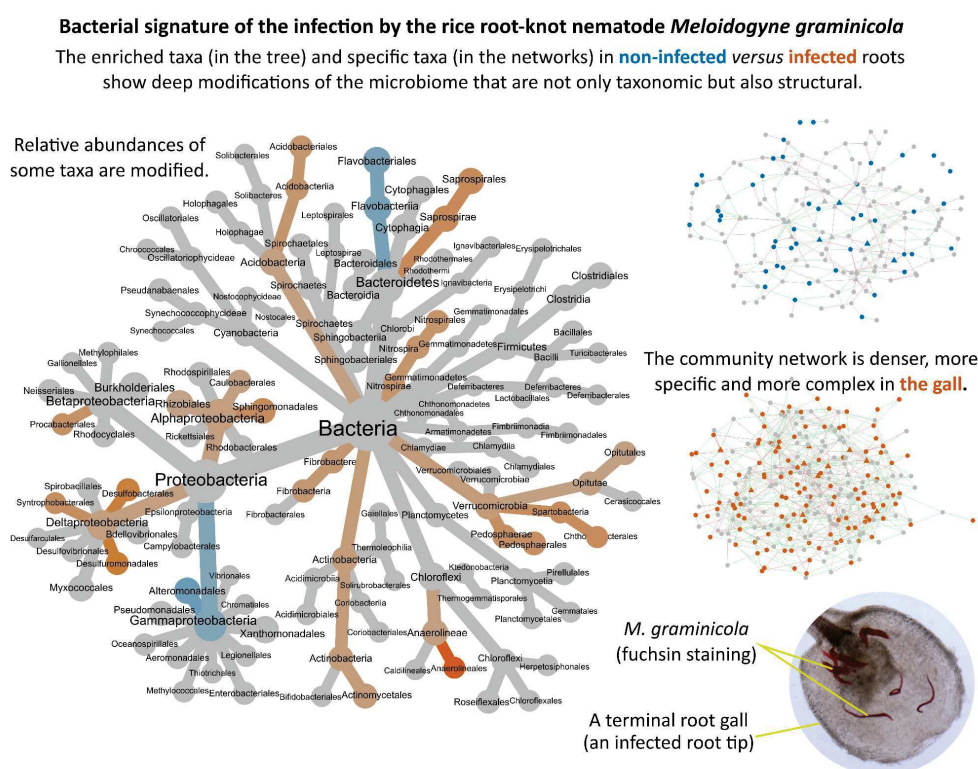 Bacterial signature of the infection by the rice root-knot nematode Meloidogyne graminicola
The enriched taxa (in the tree) and specific taxa (in the networks) in non-infected versus infected roots
show deep modifications of the microbiome that are not only taxonomic but also structural.
Relative abundances of
some taxa are modified.
Solibacterales
Acidobacteriales
Flavobacteriales
Cytophagales
Saprospirales
Holophagales
Solibacteres
Acidobacteriia
Flavobacteriia
Leptospirales
Saprospirae
Oscillatoriales
Holophagae
Cytophagia
Chroococcales
Oscillatoriophycideae
Spirochaetales
Leptospirae
Ignavibacteriales
Erysipelotrichales
Acidobacteria
Bacteroidales
Rhodothermales
Rhodothermi
Clostridiales
Pseudanabaenales
Nostocophycideae
Spirochaetes
Bacteroidetes
Ignavibacteria
Erysipelotrichi
Bacteroidia
Clostridia
Synechococcophycideae
Nostocales
Nitrospirales
Gemmatimonadales
Synechococcales
Cyanobacteria
Spirochaetes
Chlorobi
Bacillales
Sphingobacteriia
Gemmatimonadetes
Firmicutes
Nitrospira
Bacilli
Turicibacterales
Sphingobacteriales
Methylophilales
Gallionellales
Rhodospirillales
Gemmatimonadetes
Nitrospirae
Deferribacteres
Deferribacteres
Neisseriales
Burkholderiales
Caulobacterales
Lactobacillales
Deferribacterales
Betaproteobacteria
Rhizobiales
Sphingomonadales
Chthonomonadetes
Chthonomonadales
Procabacteriales
Alphaproteobacteria
Fimbriimonadia
Rhodocyclales
Rickettsiales
Bacteria
Armatimonadetes
Fimbriimonadales
Rhodobacterales
Chlamydiae
Chlamydiia
Fibrobacteres
Opitutales
Spirobacillales
Proteobacteria
Verrucomicrobiales
Chlamydiales
Verrucomicrobiae
Syntrophobacterales
Desulfobacterales
Fibrobacteria
Opitutae
Cerasicoccales
Epsilonproteobacteria
Verrucomicrobia
Spartobacteria
Deltaproteobacteria
Fibrobacterales
Gaiellales
Planctomycetes
Desulfarculales
Bdellovibrionales
Pedosphaerae
Desulfovibrionales
Campylobacterales
Thermoleophilia
Pedosphaerales
Desulfuromonadales
Actinobacteria
Ktedonobacteria
Pirellulales
Myxococcales
Vibrionales
Acidimicrobiia
Solirubrobacterales
Chloroflexi
Planctomycetia
Alteromonadales
Chromatiales
Coriobacteriia
Thermogemmatisporales
Pseudomonadales
Acidimicrobiales
Gemmatales
Gammaproteobacteria
Planctomycetales
Xanthomonadales
Coriobacteriales
Anaerolineae
Oceanospirillales
Legionellales
Aeromonadales
Actinobacteria
Chloroflexi
Thiotrichales
Caldilineales
Anaerolineales
Herpetosiphonales
Methylococcales
Enterobacteriales
Bifidobacteriales
Actinomycetales
Roseiflexales
Chloroflexales
The community network is denser, more
specific and more complex in the gall.
M. graminicola
(fuchsin staining)
A terminal root gall
(an infected root tip)